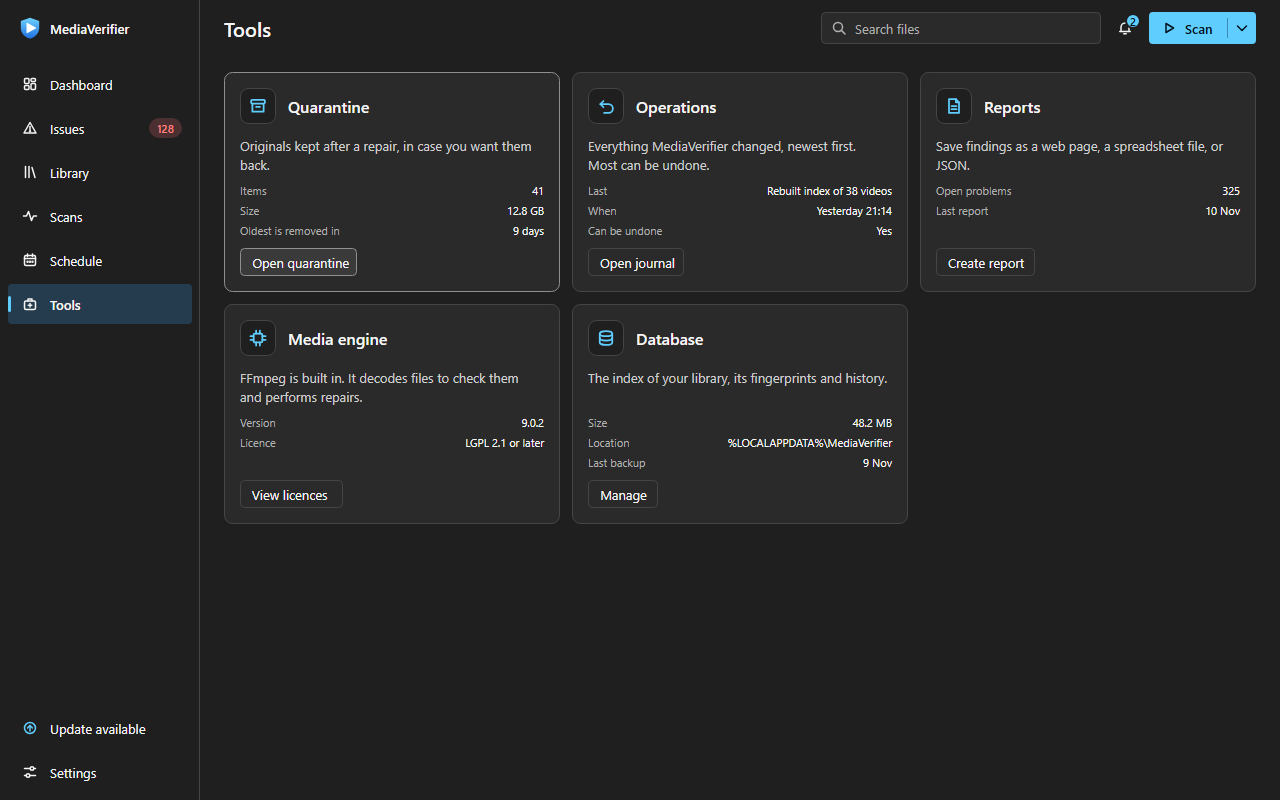 MediaVerifier
Tools
Search files
2
Scan
Dashboard
Issues 128
Library
Scans
Schedule
Tools
Update available
Settings
Quarantine
Originals kept after a repair, in case you want them
back.
Items 41
Size 12.8 GB
Oldest is removed in 9 days
Open quarantine
Operations
Everything MediaVerifier changed, newest first.
Most can be undone.
Last Rebuilt index of 38 videos
When Yesterday 21:14
Can be undone Yes
Open journal
Reports
Save findings as a web page, a spreadsheet file, or
JSON.
Open problems 325
Last report 10 Nov
Create report
Media engine
FFmpeg is built in. It decodes files to check them
and performs repairs.
Version 9.0.2
Licence LGPL 2.1 or later
View licences
Database
The index of your library, its fingerprints and history.
Size 48.2 MB
Location %LOCALAPPDATA%\MediaVerifier
Last backup 9 Nov
Manage